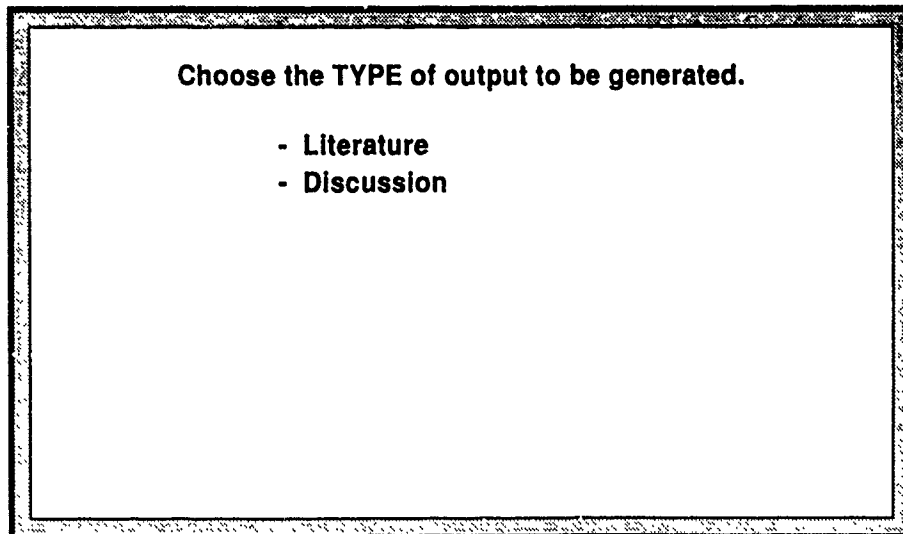 Choose the TYPE of output to be generated.
- Literature
- Discussion